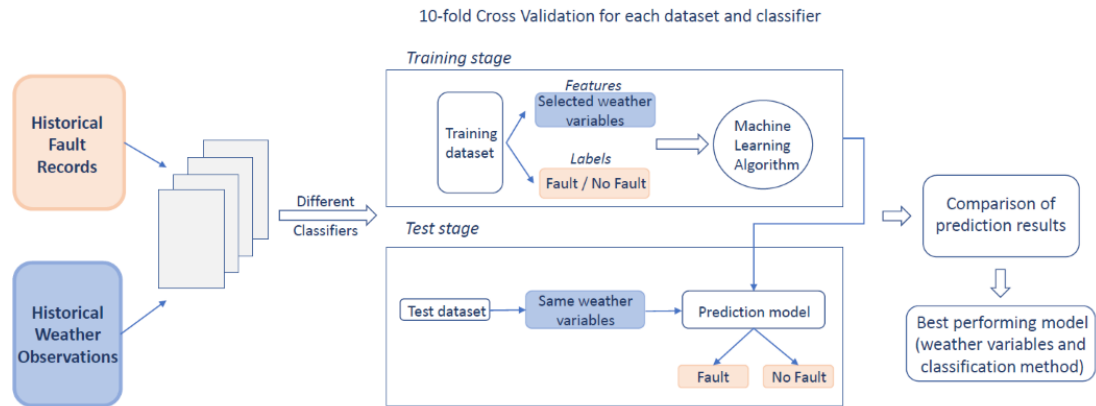 10-fold Cross Validation for each dataset and classifier
Historical
Fault
Records
Historical
Weather
Observations
Different
Classifiers
Training stage
Training
dataset
Features
Selected weather
variables
Labels
Fault / No Fault
Machine
Learning
Algorithm
Test stage
Test dataset
Same weather
variables
Prediction model
Fault
No Fault
Comparison of
prediction results
Best performing model
(weather variables and
classification method)